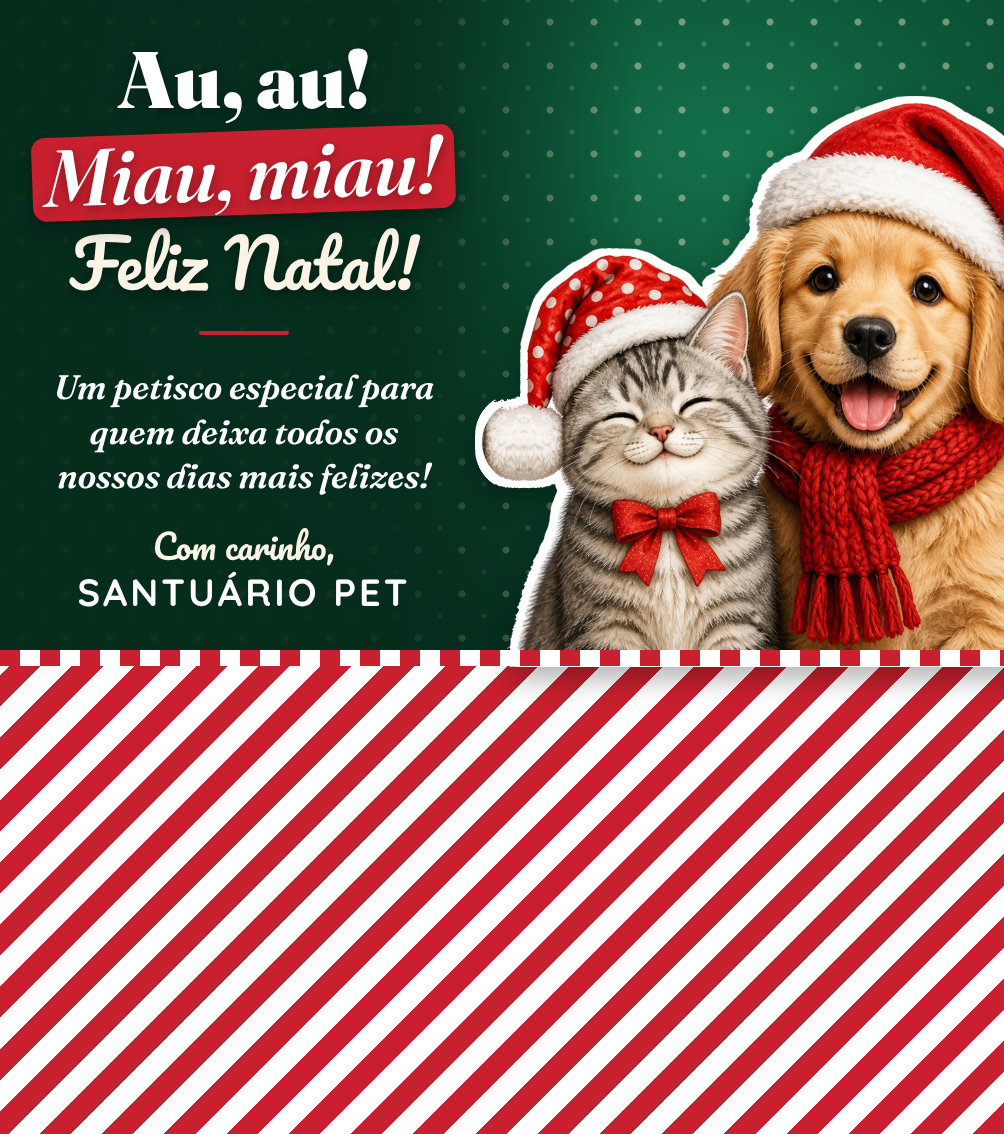 Au, au!
Miau, miau!
Feliz Natal!
Um petisco especial para
quem deixa todos os
nossos dias mais felizes!
Com carinho,
SANTUÁRIO PET